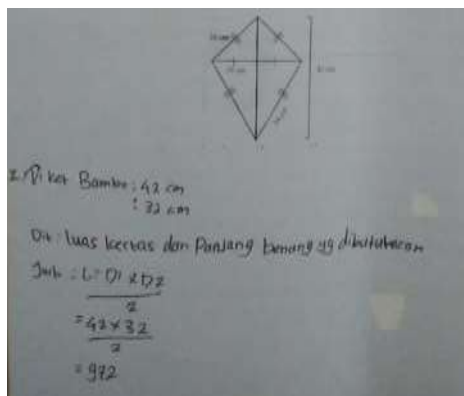 2. Diket Bambu : 42 cm
: 32 cm
Dit : luas kertas dan Panjang benang yg dibutuhkan
Jwb : L = D1 x D2
2
= 42 x 32
2
= 972